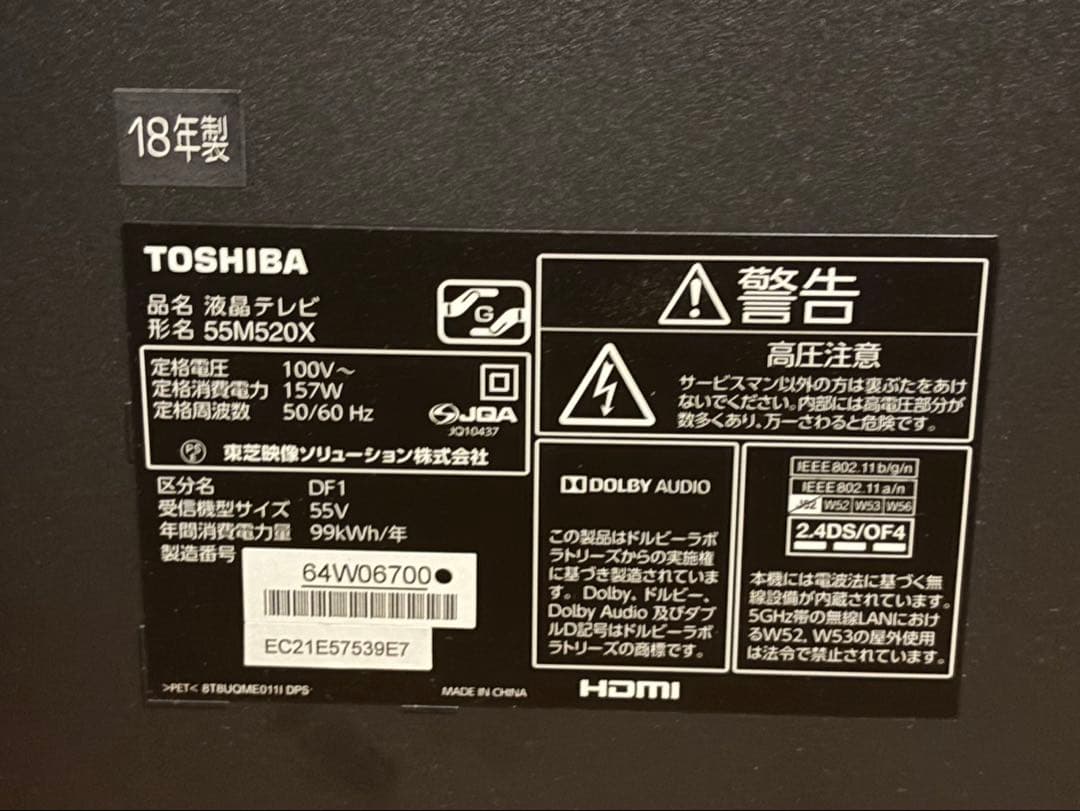 18年製
TOSHIBA
品名 液晶テレビ
形名 55M520X
G
定格電圧 100V～
定格消費電力 157W
定格周波数 50/60 Hz
JQA
JQ10437
PS
E
東芝映像ソリューション株式会社
区分名 DF1
受信機型サイズ 55V
年間消費電力量 99kWh/年
製造番号
64W06700●
EC21E57539E7
>PET< 8T8UQME011I DPS
MADE IN CHINA
警告
高圧注意
サービスマン以外の方は裏ぶたをあけ
ないでください。内部には高電圧部分が
数多くあり、万一さわると危険です。
DOLBY AUDIO
この製品はドルビーラボ
ラトリーズからの実施権
に基づき製造されていま
す。Dolby、ドルビー、
Dolby Audio 及びダブ
ルD記号はドルビーラボ
ラトリーズの商標です。
HDMI
IEEE802.11b/g/n
IEEE802.11a/n
J52 W52 W53 W56
2.4DS/OF4
本機には電波法に基づく無
線設備が内蔵されています。
5GHz帯の無線LANにおけ
るW52、W53の屋外使用
は法令で禁止されています。